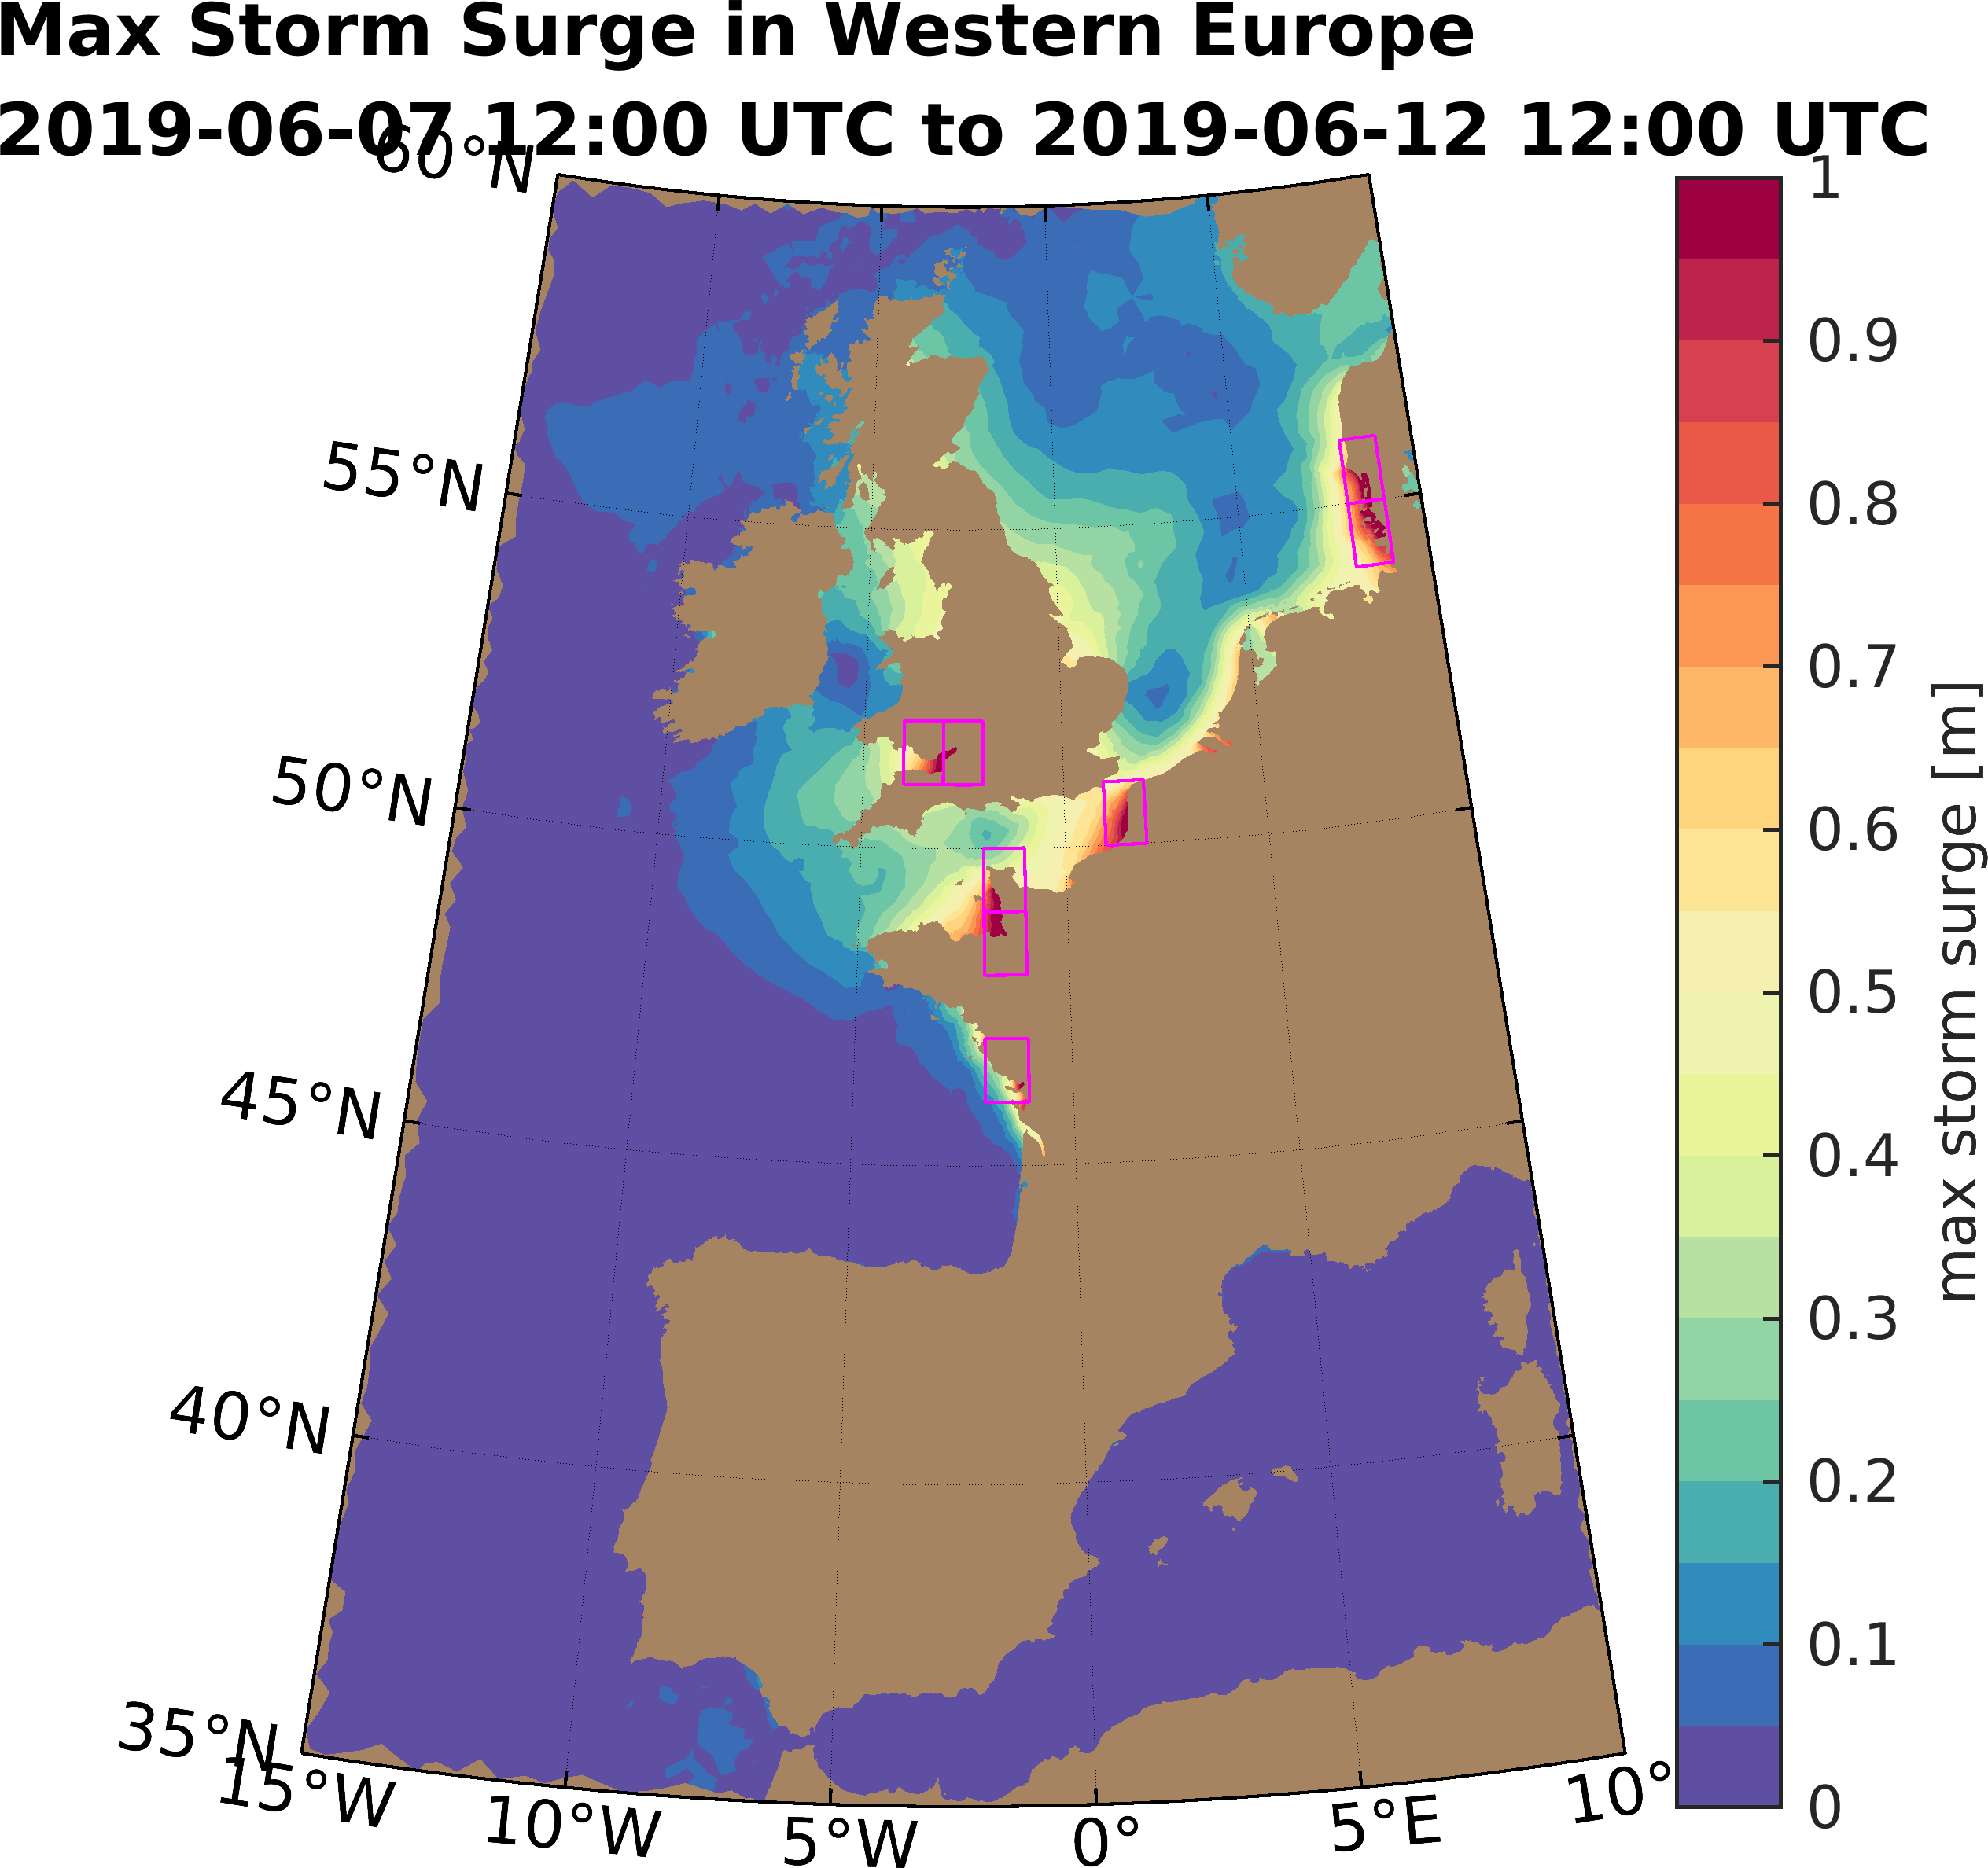 Max Storm Surge in Western Europe
2019-06-07 12:00 UTC to 2019-06-12 12:00 UTC
60°N
55°N
50°N
45°N
40°N
35°N
15°W
10°W
5°W
0°
5°E
10°
1
0.9
0.8
0.7
0.6
0.5
0.4
0.3
0.2
0.1
0
max storm surge [m]